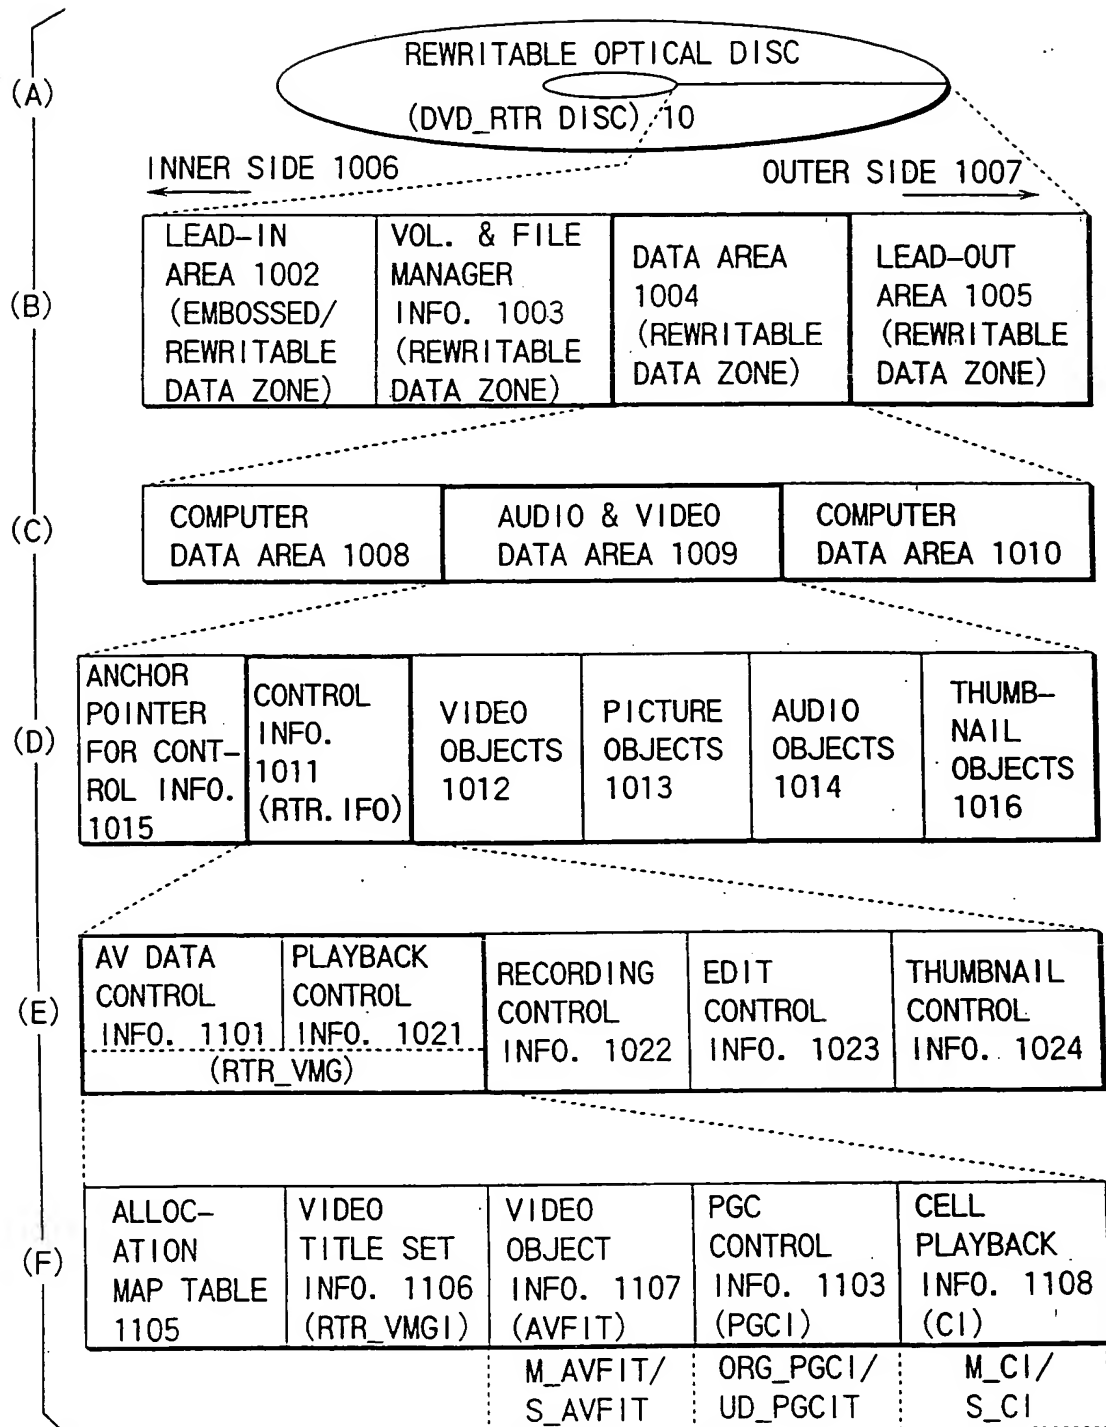 (A)
REWRITABLE OPTICAL DISC
(DVD_RTR DISC) 10
INNER SIDE 1006
OUTER SIDE 1007
(B)
LEAD-IN
AREA 1002
(EMBOSSED/
REWRITABLE
DATA ZONE)
VOL. & FILE
MANAGER
INFO. 1003
(REWRITABLE
DATA ZONE)
DATA AREA
1004
(REWRITABLE
DATA ZONE)
LEAD-OUT
AREA 1005
(REWRITABLE
DATA ZONE)
(C)
COMPUTER
DATA AREA 1008
AUDIO & VIDEO
DATA AREA 1009
COMPUTER
DATA AREA 1010
(D)
ANCHOR
POINTER
FOR CONT-
ROL INFO.
1015
CONTROL
INFO.
1011
(RTR.IFO)
VIDEO
OBJECTS
1012
PICTURE
OBJECTS
1013
AUDIO
OBJECTS
1014
THUMB-
NAIL
OBJECTS
1016
(E)
AV DATA
CONTROL
INFO. 1101
PLAYBACK
CONTROL
INFO. 1021
(RTR_VMG)
RECORDING
CONTROL
INFO. 1022
EDIT
CONTROL
INFO. 1023
THUMBNAIL
CONTROL
INFO. 1024
(F)
ALLOC-
ATION
MAP TABLE
1105
VIDEO
TITLE SET
INFO. 1106
(RTR_VMGI)
VIDEO
OBJECT
INFO. 1107
(AVFIT)
PGC
CONTROL
INFO. 1103
(PGCI)
CELL
PLAYBACK
INFO. 1108
(CI)
M_AVFIT/
S_AVFIT
ORG_PGCI/
UD_PGCIT
M_CI/
S_CI